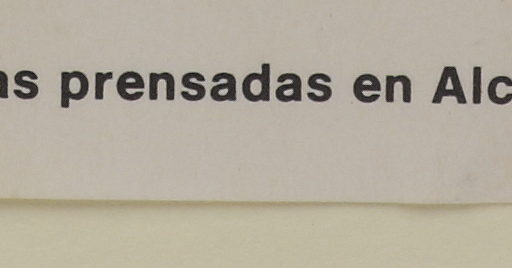 as prensadas en Alc